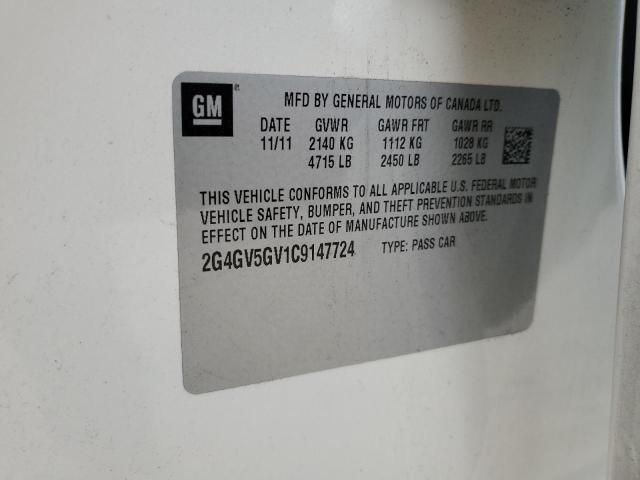 GM
MFD BY GENERAL MOTORS OF CANADA LTD.
DATE GVWR GAWR FRT GAWR RR
11/11 2140 KG 1112 KG 1028 KG
4715 LB 2450 LB 2265 LB
THIS VEHICLE CONFORMS TO ALL APPLICABLE U.S. FEDERAL MOTOR
VEHICLE SAFETY, BUMPER, AND THEFT PREVENTION STANDARDS IN
EFFECT ON THE DATE OF MANUFACTURE SHOWN ABOVE.
2G4GV5GV1C9147724 TYPE: PASS CAR